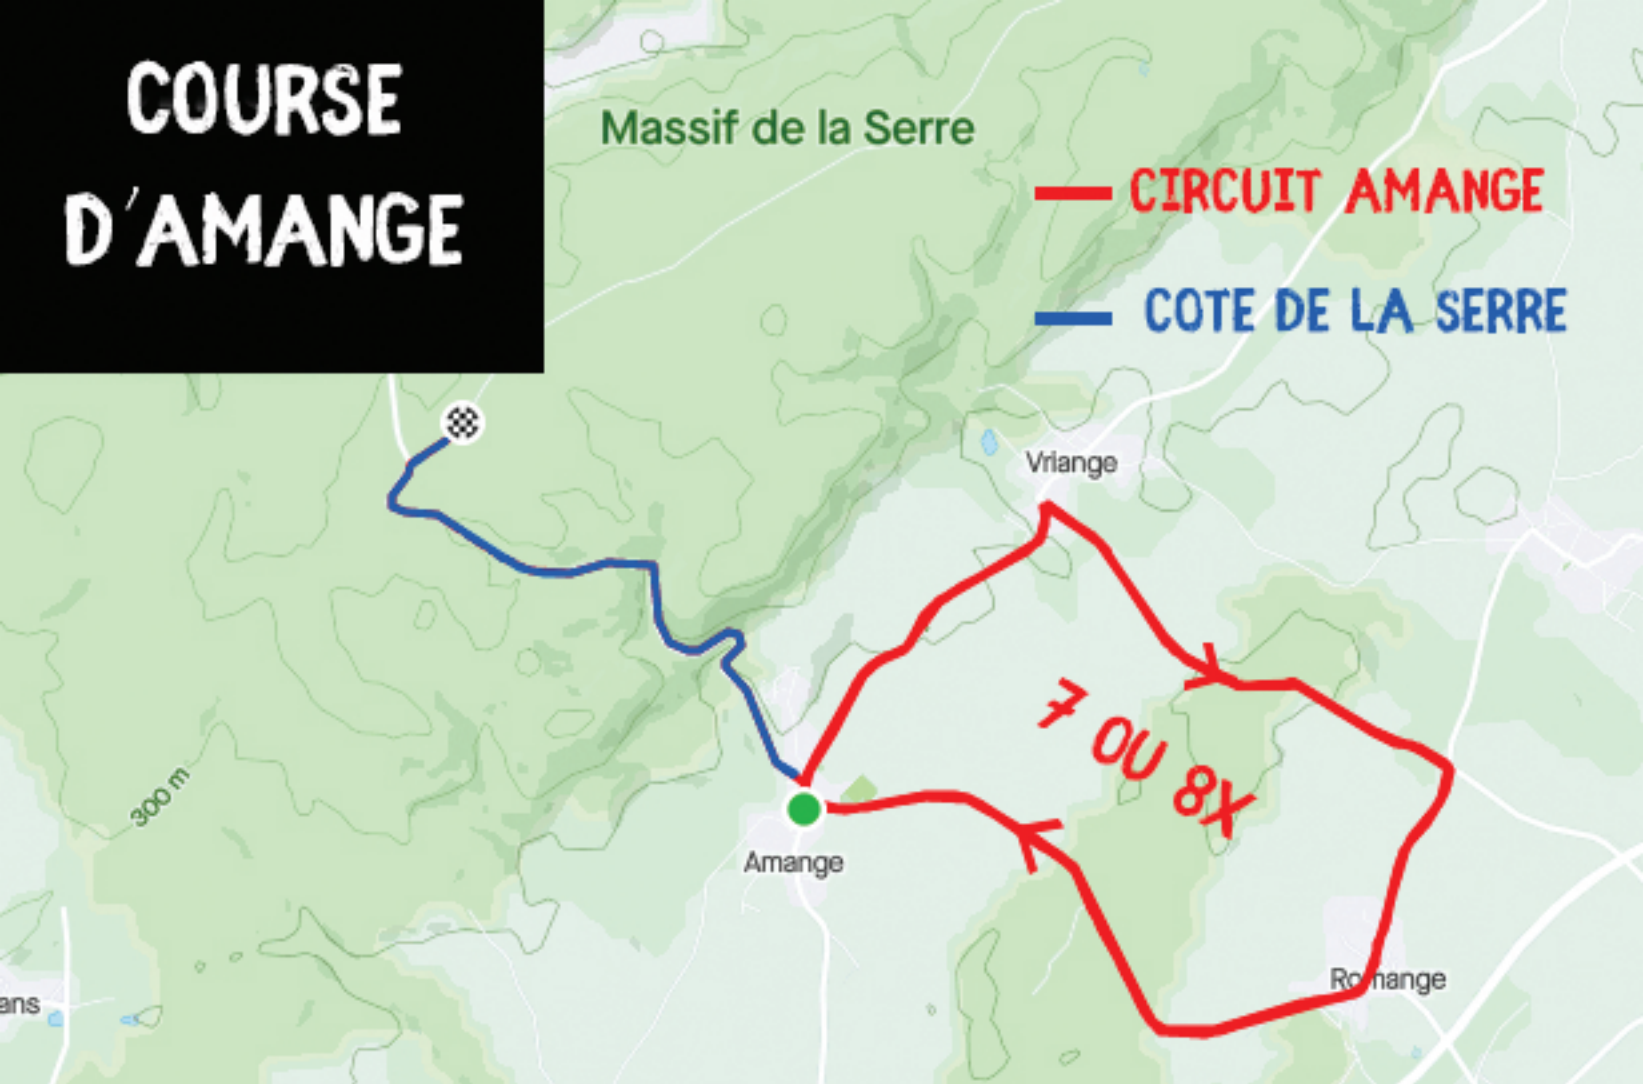 COURSE
D'AMANGE
Massif de la Serre
CIRCUIT AMANGE
COTE DE LA SERRE
Vriange
7 OU 8X
300 m
Amange
Romange
ans